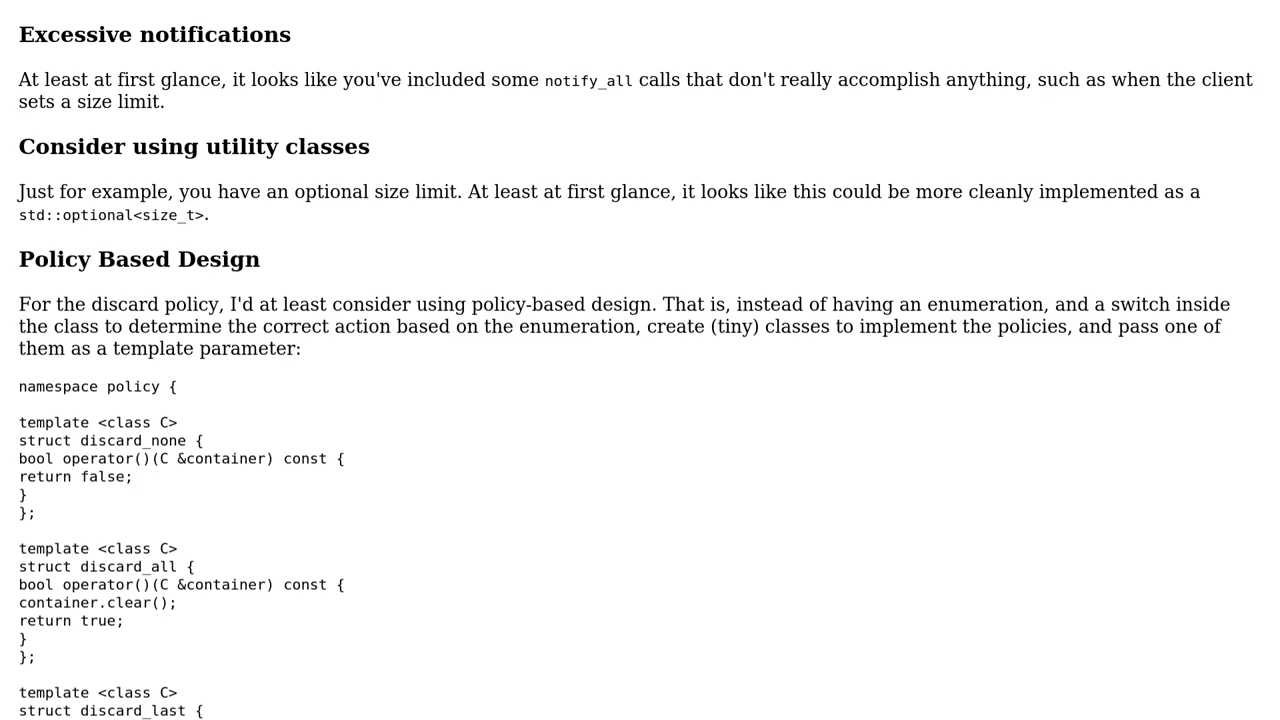 Excessive notifications
At least at first glance, it looks like you've included some notify_all calls that don't really accomplish anything, such as when the client
sets a size limit.
Consider using utility classes
Just for example, you have an optional size limit. At least at first glance, it looks like this could be more cleanly implemented as a
std::optional<size_t>.
Policy Based Design
For the discard policy, I'd at least consider using policy-based design. That is, instead of having an enumeration, and a switch inside
the class to determine the correct action based on the enumeration, create (tiny) classes to implement the policies, and pass one of
them as a template parameter:
namespace policy {
template <class C>
struct discard_none {
bool operator()(C &container) const {
return false;
}
};
template <class C>
struct discard_all {
bool operator()(C &container) const {
container.clear();
return true;
}
};
template <class C>
struct discard_last {